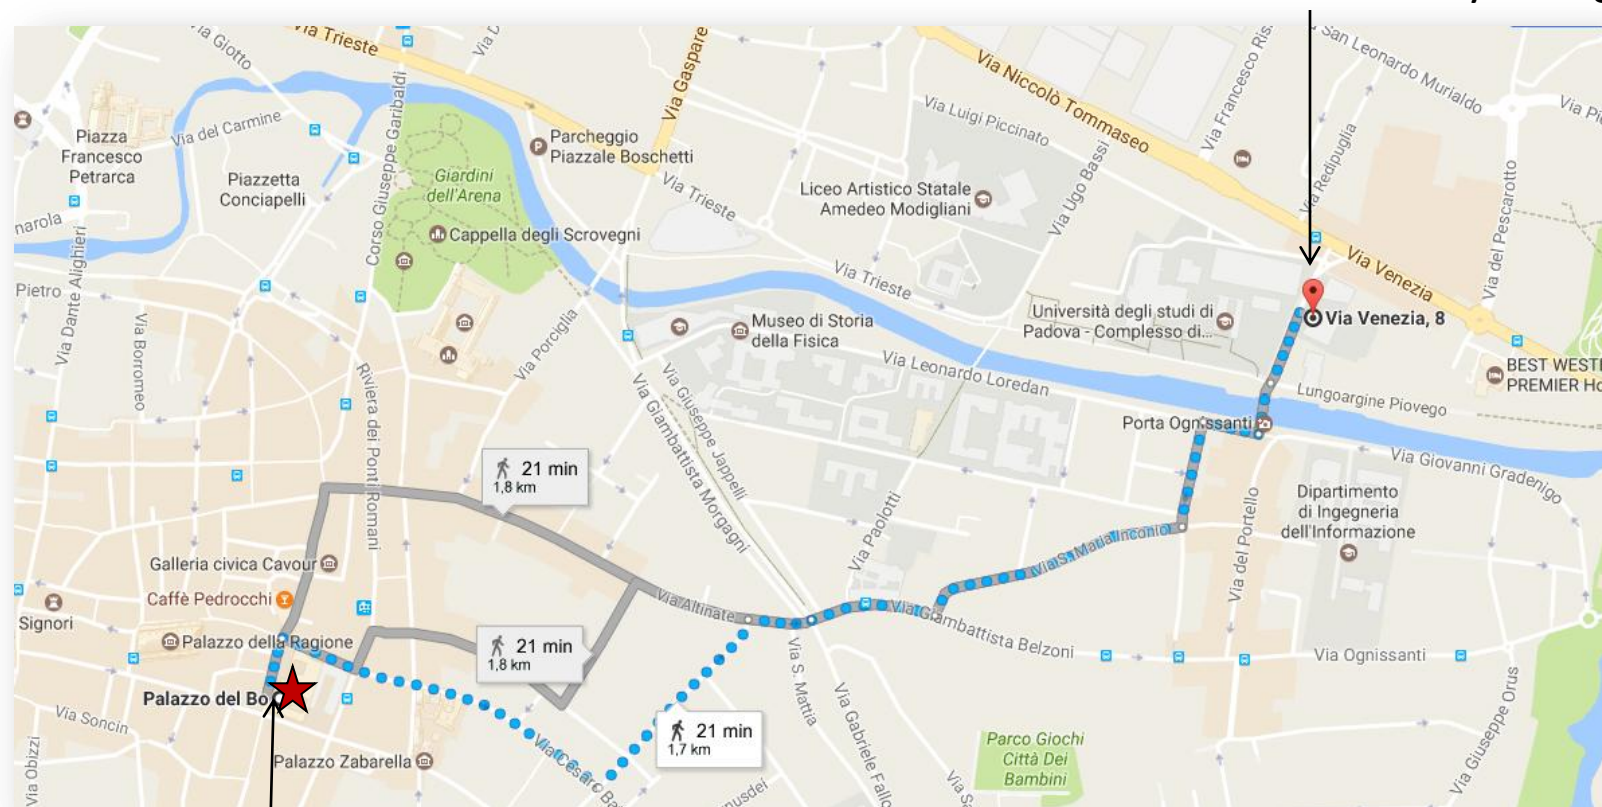 Via Giotto
Via Trieste
Via Gaspare
Via Niccolò Tommaseo
San Leonardo Murialdo
Via Luigi Piccinato
Piazza
Francesco
Petrarca
Via del Carmine
Corso Giuseppe Garibaldi
Parcheggio
Piazzale Boschetti
Giardini
dell'Arena
Piazzetta
Conciapelli
Via Trieste
Liceo Artistico Statale
Amedeo Modigliani
Via Ugo Bassi
Via Redipuglia
Via del Pescarotto
Via Dante Alighieri
Cappella degli Scrovegni
Via Venezia
Pietro
Via Borromeo
Via Trieste
Università degli studi di
Padova - Complesso di...
Via Venezia, 8
Via Porciglia
Museo di Storia
della Fisica
Via Leonardo Loredan
Lungoargine Piovego
BEST WEST
PREMIER
Riviera dei Ponti Romani
Via Giambattista Morgagni
Via Giuseppe Jappelli
Porta Ognissanti
Via Giovanni Gradenigo
21 min
1,8 km
Via Paolotti
Dipartimento
di Ingegneria
dell'Informazione
Via del Portello
Via S. Maria Inconio
Galleria civica Cavour
Caffè Pedrocchi
Signori
Via Altinate
Via Giambattista Belzoni
Palazzo della Ragione
21 min
1,8 km
Via Ognissanti
Palazzo del Bo
Via S. Mattia
Via Soncin
Via Gabriele Fallo
Via Giuseppe Orus
21 min
1,7 km
Parco Giochi
Città Dei
Bambini
Via Obizzi
Palazzo Zabarella
Via Cesare Ba